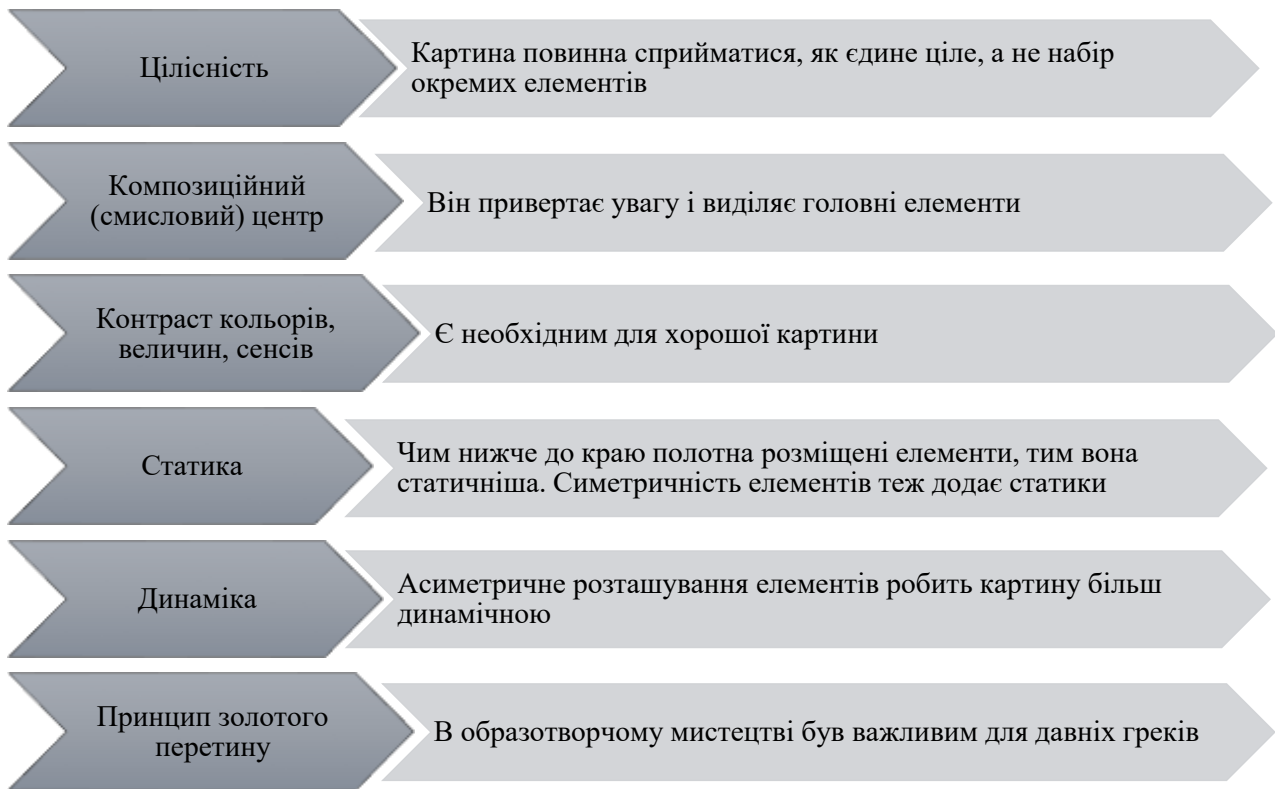 Цілісність
Картина повинна сприйматися, як єдине ціле, а не набір
окремих елементів
Композиційний
(смисловий) центр
Він привертає увагу і виділяє головні елементи
Контраст кольорів,
величин, сенсів
Є необхідним для хорошої картини
Статика
Чим нижче до краю полотна розміщені елементи, тим вона
статичніша. Симетричність елементів теж додає статики
Динаміка
Асиметричне розташування елементів робить картину більш
динамічною
Принцип золотого
перетину
В образотворчому мистецтві був важливим для давніх греків